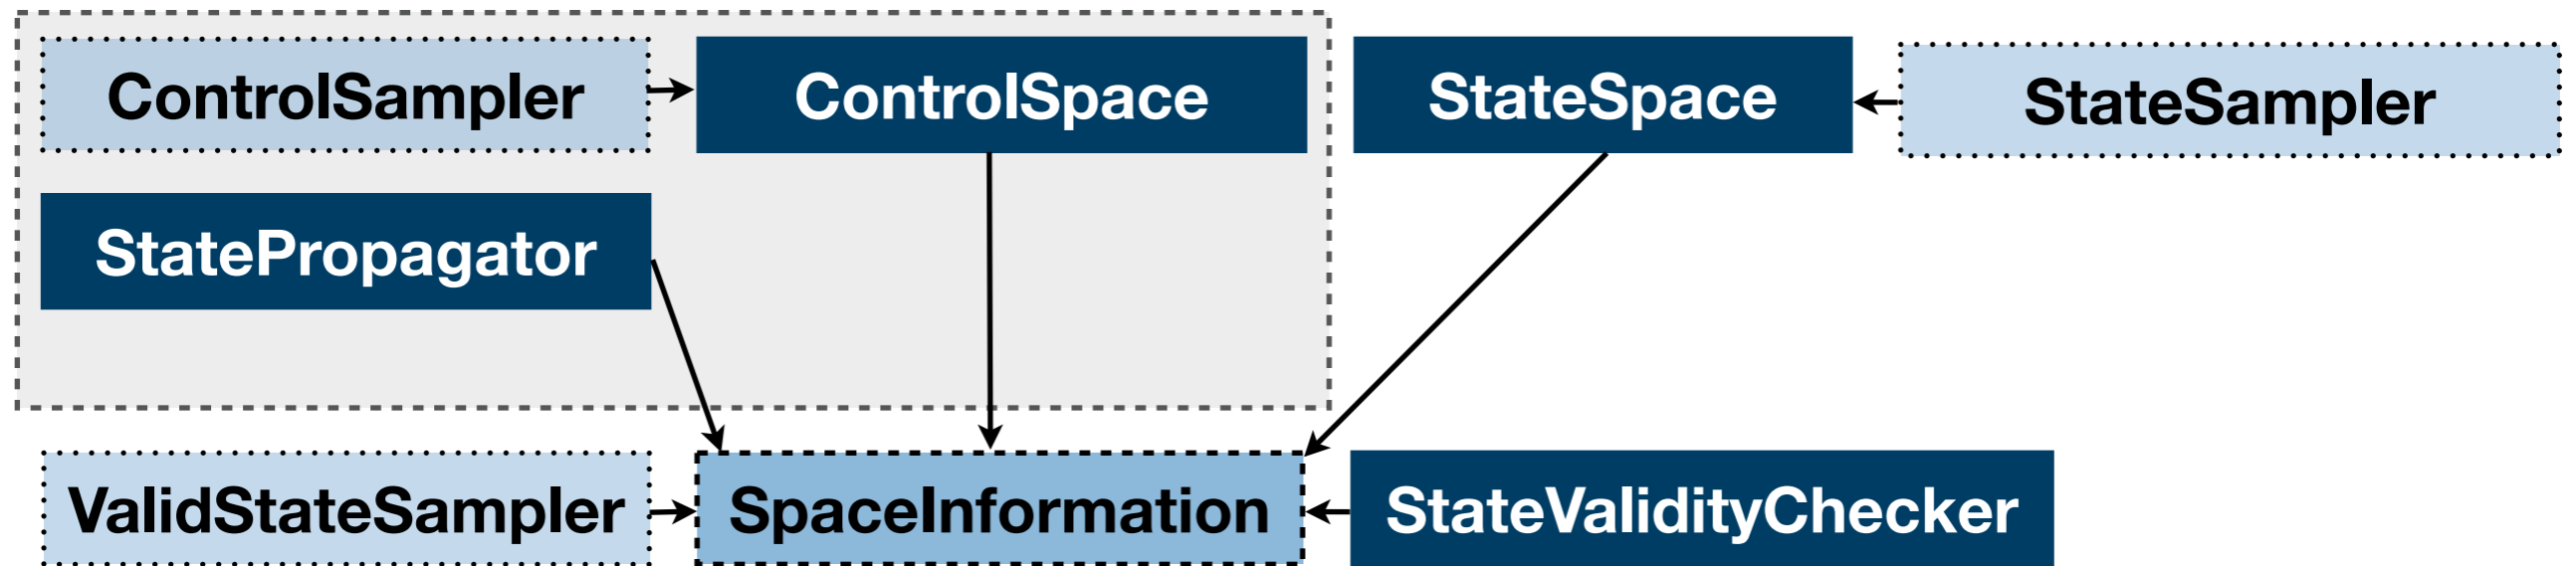 ControlSampler
ControlSpace
StateSpace
StateSampler
StatePropagator
ValidStateSampler
SpaceInformation
StateValidityChecker